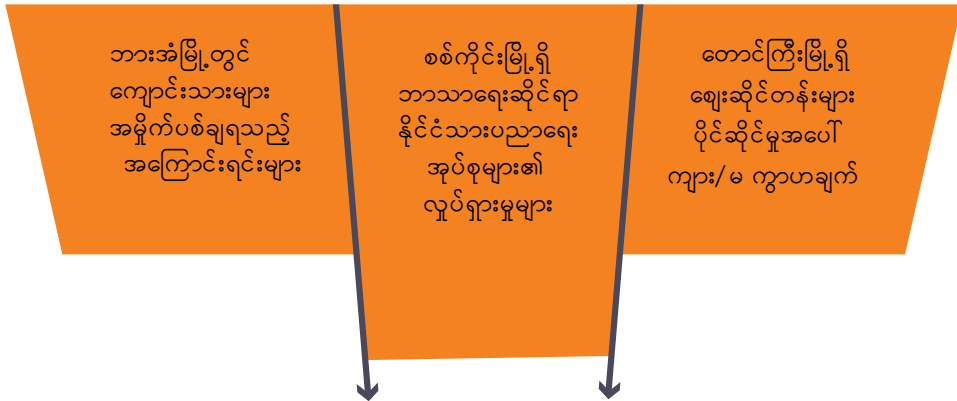 ဘားအံမြို့တွင်
ကျောင်းသားများ
အမှိုက်ပစ်ချရသည့်
အကြောင်းရင်းများ
စစ်ကိုင်းမြို့ရှိ
ဘာသာရေးဆိုင်ရာ
နိုင်ငံသားပညာရေး
အုပ်စုများ၏
လှုပ်ရှားမှုများ
တောင်ကြီးမြို့ရှိ
ဈေးဆိုင်တန်းများ
ပိုင်ဆိုင်မှုအပေါ်
ကျား/မ ကွာဟချက်